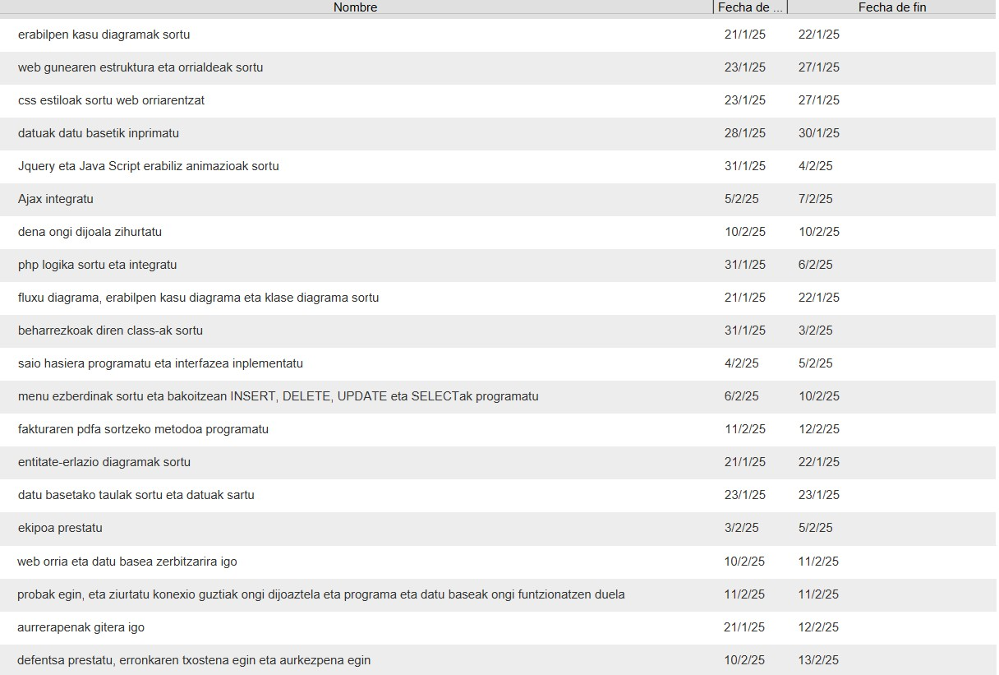 Nombre Fecha de ... Fecha de fin
erabilpen kasu diagramak sortu 21/1/25 22/1/25
web gunearen estruktura eta orrialdeak sortu 23/1/25 27/1/25
css estiloak sortu web orriarentzat 23/1/25 27/1/25
datuak datu basetik inprimatu 28/1/25 30/1/25
Jquery eta Java Script erabiliz animazioak sortu 31/1/25 4/2/25
Ajax integratu 5/2/25 7/2/25
dena ongi dijoala zihurtatu 10/2/25 10/2/25
php logika sortu eta integratu 31/1/25 6/2/25
fluxu diagrama, erabilpen kasu diagrama eta klase diagrama sortu 21/1/25 22/1/25
beharrezkoak diren class-ak sortu 31/1/25 3/2/25
saio hasiera programatu eta interfazea inplementatu 4/2/25 5/2/25
menu ezberdinak sortu eta bakoitzean INSERT, DELETE, UPDATE eta SELECTak programatu 6/2/25 10/2/25
fakturaren pdfa sortzeko metodoa programatu 11/2/25 12/2/25
entitate-erlazio diagramak sortu 21/1/25 22/1/25
datu basetako taulak sortu eta datuak sartu 23/1/25 23/1/25
ekipoa prestatu 3/2/25 5/2/25
web orria eta datu basea zerbitzarira igo 10/2/25 11/2/25
probak egin, eta ziurtatu konexio guztiak ongi dijoaztela eta programa eta datu baseak ongi funtzionatzen duela 11/2/25 11/2/25
aurrerapenak gitera igo 21/1/25 12/2/25
defentsa prestatu, erronkaren txostena egin eta aurkezpena egin 10/2/25 13/2/25